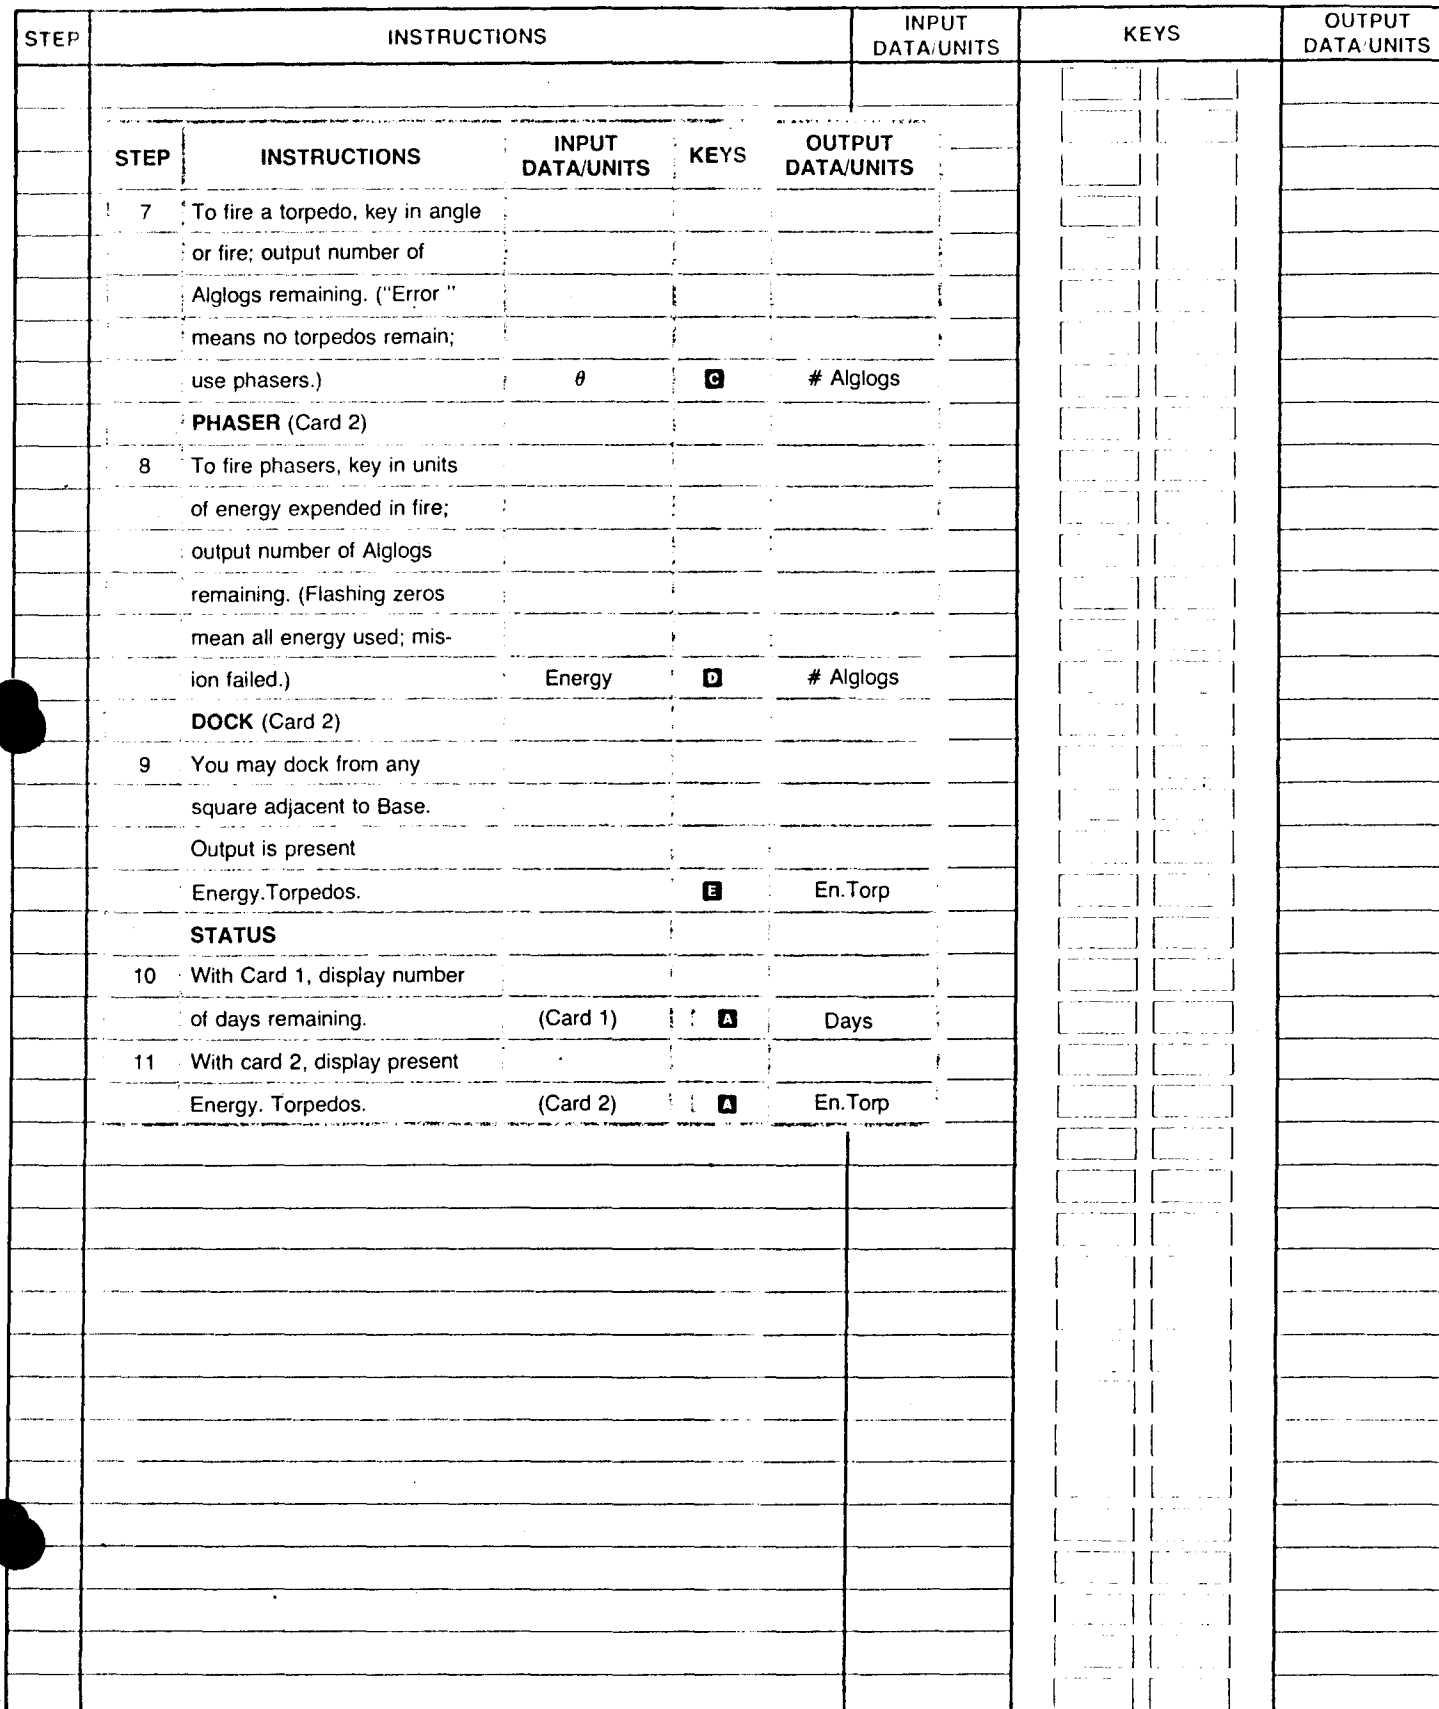 STEP INSTRUCTIONS INPUT DATA/UNITS KEYS OUTPUT DATA/UNITS
STEP INSTRUCTIONS INPUT DATA/UNITS KEYS OUTPUT DATA/UNITS
7 To fire a torpedo, key in angle
or fire; output number of
Alglogs remaining. ("Error "
means no torpedos remain;
use phasers.) θ C # Alglogs
PHASER (Card 2)
8 To fire phasers, key in units
of energy expended in fire;
output number of Alglogs
remaining. (Flashing zeros
mean all energy used; mis-
ion failed.) Energy D # Alglogs
DOCK (Card 2)
9 You may dock from any
square adjacent to Base.
Output is present
Energy.Torpedos. E En.Torp
STATUS
10 With Card 1, display number
of days remaining. (Card 1) A Days
11 With card 2, display present
Energy. Torpedos. (Card 2) A En.Torp